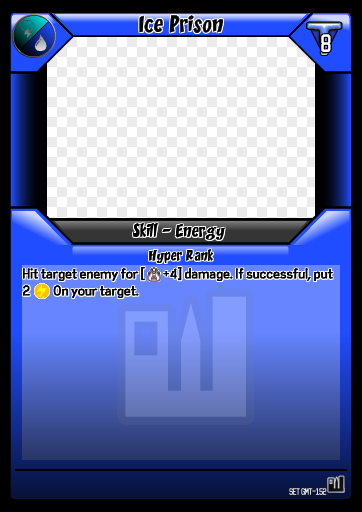 Ice Prison
8
Skill - Energy
Hyper Rank
Hit target enemy for [ +4] damage. If successful, put
2 On your target.
SET GMT-152